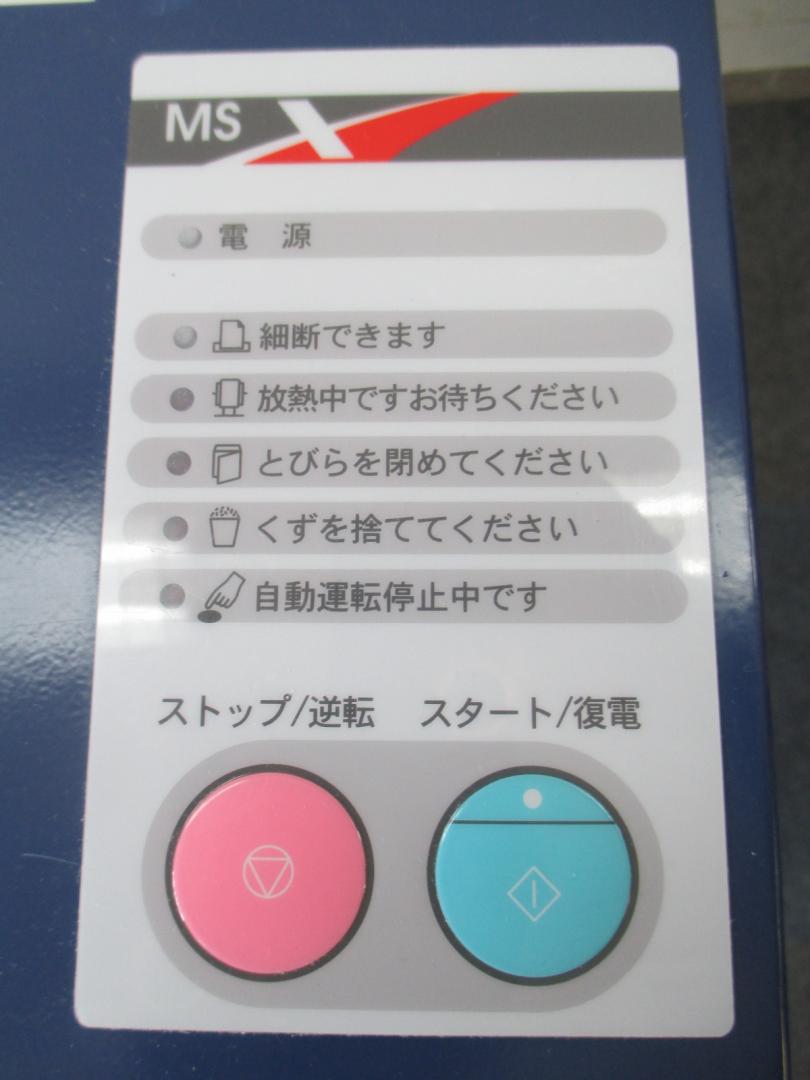 MS X
電 源
細断できます
放熱中ですお待ちください
とびらを閉めてください
くずを捨ててください
自動運転停止中です
ストップ/逆転 スタート/復電